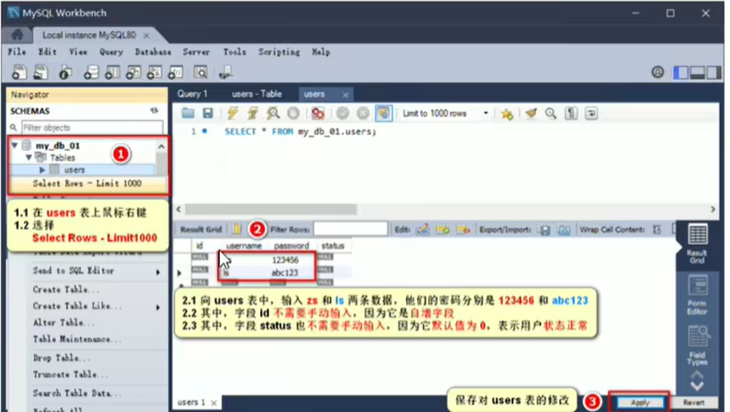 MySQL Workbench
Local instance MySQL80
File Edit View Query Database Server Tools Scripting Help
Navigator
Query 1
users - Table
users
SCHEMAS
Filter objects
Limit to 1000 rows
my_db_01
Tables
users
Select Rows - Limit 1000
1
1 SELECT * FROM my_db_01.users;
1.1 在 users 表上鼠标右键
1.2 选择
Select Rows - Limit1000
Result Grid
2
Filter Rows:
Edit:
Export/Import:
Wrap Cell Content:
id username password status
NULL 123456 NULL
NULL ls abc123 NULL
NULL NULL NULL NULL
Result Grid
Form Editor
Field Types
Send to SQL Editor
Create Table...
Create Table Like...
Alter Table...
Table Maintenance...
Drop Table...
Truncate Table...
Search Table Data...
2.1 向 users 表中，输入 zs 和 ls 两条数据，他们的密码分别是 123456 和 abc123
2.2 其中，字段 id 不需要手动输入，因为它是自增字段
2.3 其中，字段 status 也不需要手动输入，因为它默认值为 0，表示用户状态正常
users 1
保存对 users 表的修改
3
Apply
Revert